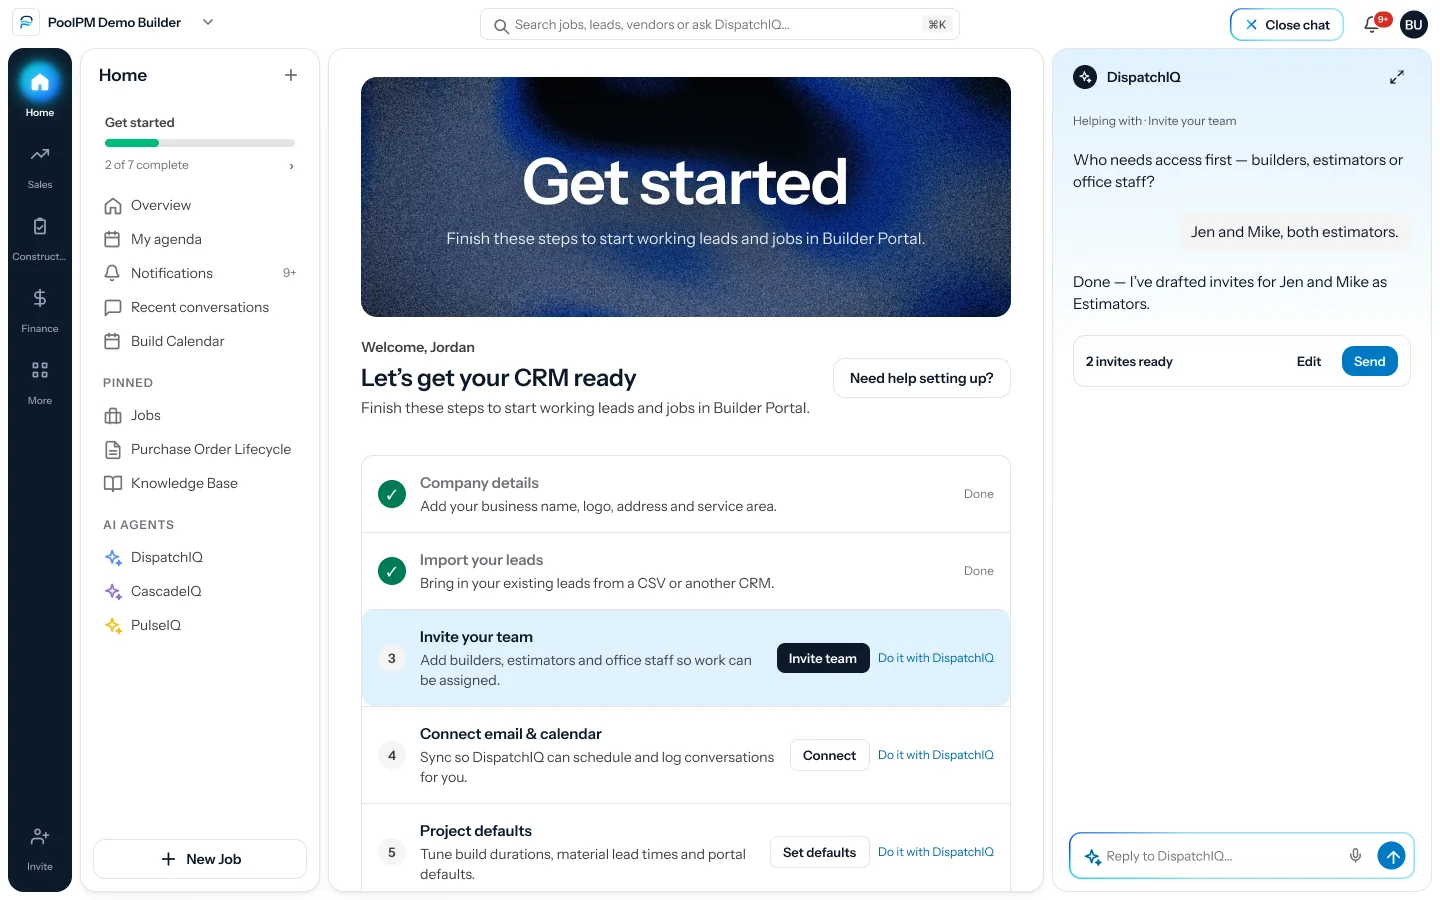 PoolPM Demo Builder
Search jobs, leads, vendors or ask DispatchIQ...
⌘K
Close chat
9+
BU
Home
Sales
Construct...
Finance
More
Invite
Home
Get started
2 of 7 complete
Overview
My agenda
Notifications 9+
Recent conversations
Build Calendar
PINNED
Jobs
Purchase Order Lifecycle
Knowledge Base
AI AGENTS
DispatchIQ
CascadeIQ
PulseIQ
New Job
Get started
Finish these steps to start working leads and jobs in Builder Portal.
Welcome, Jordan
Let’s get your CRM ready
Finish these steps to start working leads and jobs in Builder Portal.
Need help setting up?
Company details
Add your business name, logo, address and service area.
Done
Import your leads
Bring in your existing leads from a CSV or another CRM.
Done
3
Invite your team
Add builders, estimators and office staff so work can
be assigned.
Invite team
Do it with DispatchIQ
4
Connect email & calendar
Sync so DispatchIQ can schedule and log conversations
for you.
Connect
Do it with DispatchIQ
5
Project defaults
Tune build durations, material lead times and portal
defaults.
Set defaults
Do it with DispatchIQ
DispatchIQ
Helping with · Invite your team
Who needs access first — builders, estimators or
office staff?
Jen and Mike, both estimators.
Done — I’ve drafted invites for Jen and Mike as
Estimators.
2 invites ready
Edit
Send
Reply to DispatchIQ...